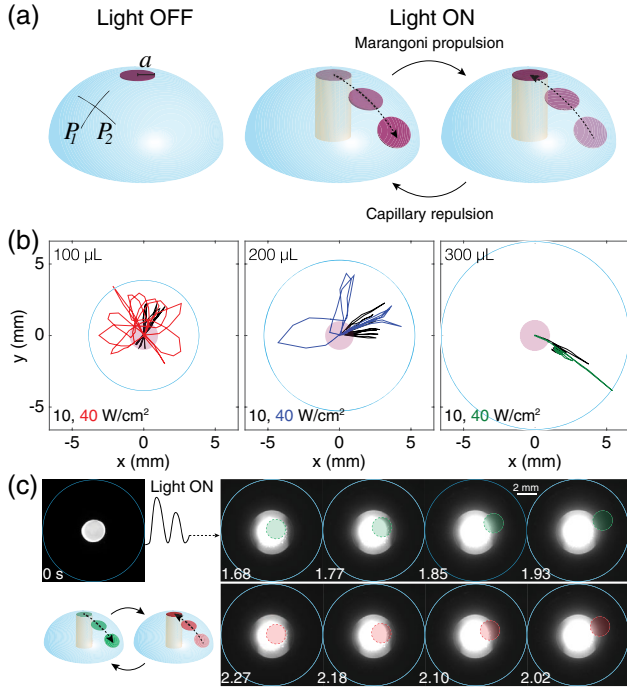 (a) Light OFF Light ON
Marangoni propulsion
a
P1 P2
Capillary repulsion
(b)
100 µL 200 µL 300 µL
5
0
-5
y (mm)
10, 40 W/cm² 10, 40 W/cm² 10, 40 W/cm²
-5 0 5 -5 0 5 -5 0 5
x (mm) x (mm) x (mm)
(c) Light ON
2 mm
0 s 1.68 1.77 1.85 1.93
2.27 2.18 2.10 2.02